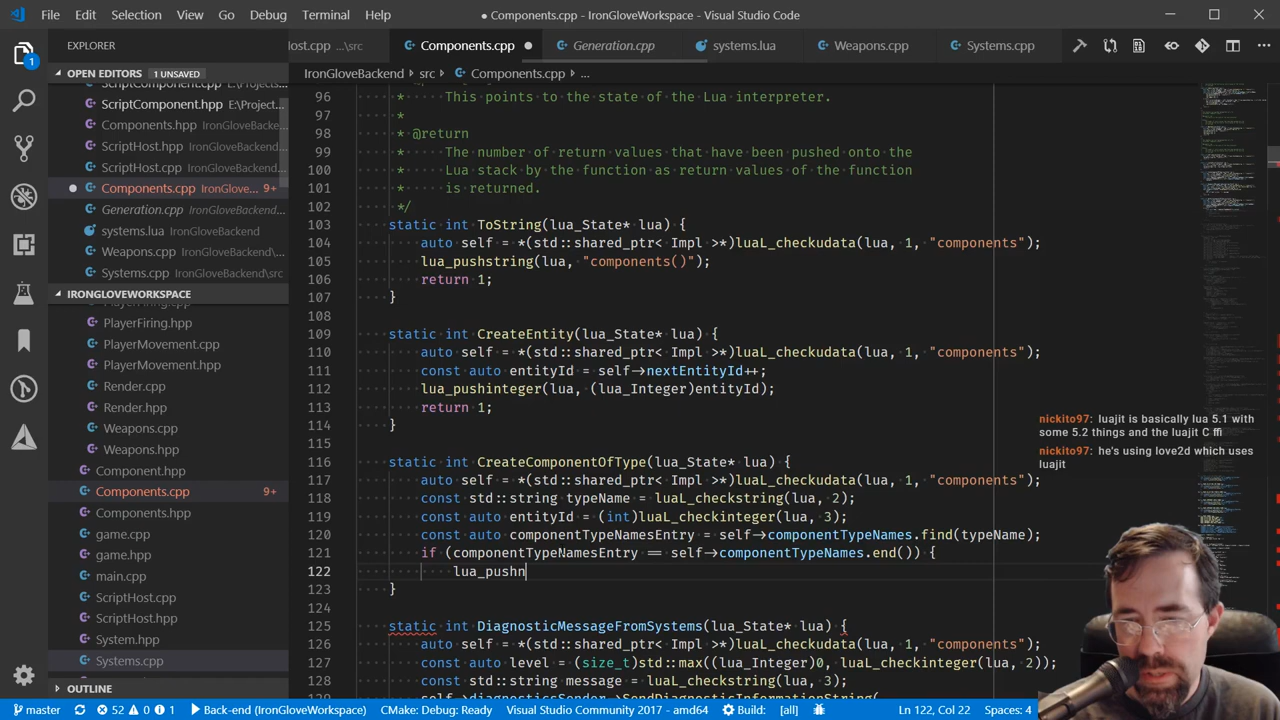 File Edit Selection View Go Debug Terminal Help
● Components.cpp - IronGloveWorkspace - Visual Studio Code
EXPLORER
Host.cpp ...\src
Components.cpp
Generation.cpp
systems.lua
Weapons.cpp
Systems.cpp
OPEN EDITORS 1 UNSAVED
IronGloveBackend › src › Components.cpp › ...
ScriptComponent.cpp E:\Project...
ScriptComponent.hpp E:\Project...
Components.hpp IronGloveBackend...
ScriptHost.hpp IronGloveBackend\...
ScriptHost.cpp IronGloveBackend\...
Components.cpp IronGlove... 9+
Generation.cpp IronGloveBackend...
systems.lua IronGloveBackend
Weapons.cpp IronGloveBackend\...
Systems.cpp IronGloveBackend\src
IRONGLOVEWORKSPACE
PlayerFiring.hpp
PlayerMovement.cpp
PlayerMovement.hpp
Render.cpp
Render.hpp
Weapons.cpp
Weapons.hpp
Component.hpp
Components.cpp 9+
Components.hpp
game.cpp
game.hpp
main.cpp
ScriptHost.cpp
ScriptHost.hpp
System.hpp
Systems.cpp
OUTLINE
96 * This points to the state of the Lua interpreter.
97 *
98 * @return
99 * The number of return values that have been pushed onto the
100 * Lua stack by the function as return values of the function
101 * is returned.
102 */
103 static int ToString(lua_State* lua) {
104 auto self = *(std::shared_ptr< Impl >*)luaL_checkudata(lua, 1, "components");
105 lua_pushstring(lua, "components()");
106 return 1;
107 }
108
109 static int CreateEntity(lua_State* lua) {
110 auto self = *(std::shared_ptr< Impl >*)luaL_checkudata(lua, 1, "components");
111 const auto entityId = self->nextEntityId++;
112 lua_pushinteger(lua, (lua_Integer)entityId);
113 return 1;
114 }
115
116 static int CreateComponentOfType(lua_State* lua) {
117 auto self = *(std::shared_ptr< Impl >*)luaL_checkudata(lua, 1, "components");
118 const std::string typeName = luaL_checkstring(lua, 2);
119 const auto entityId = (int)luaL_checkinteger(lua, 3);
120 const auto componentTypeNamesEntry = self->componentTypeNames.find(typeName);
121 if (componentTypeNamesEntry == self->componentTypeNames.end()) {
122 lua_pushn
123 }
124
125 static int DiagnosticMessageFromSystems(lua_State* lua) {
126 auto self = *(std::shared_ptr< Impl >*)luaL_checkudata(lua, 1, "components");
127 const auto level = (size_t)std::max((lua_Integer)0, luaL_checkinteger(lua, 2));
128 const std::string message = luaL_checkstring(lua, 3);
self->diagnosticsSender->SendDiagnosticInformationString(
nickito97: luajit is basically lua 5.1 with
some 5.2 things and the luajit C ffi
nickito97: he's using love2d which uses
luajit
master 52 0 1 Back-end (IronGloveWorkspace) CMake: Debug: Ready Visual Studio Community 2017 - amd64 Build: [all] Ln 122, Col 22 Spaces: 4